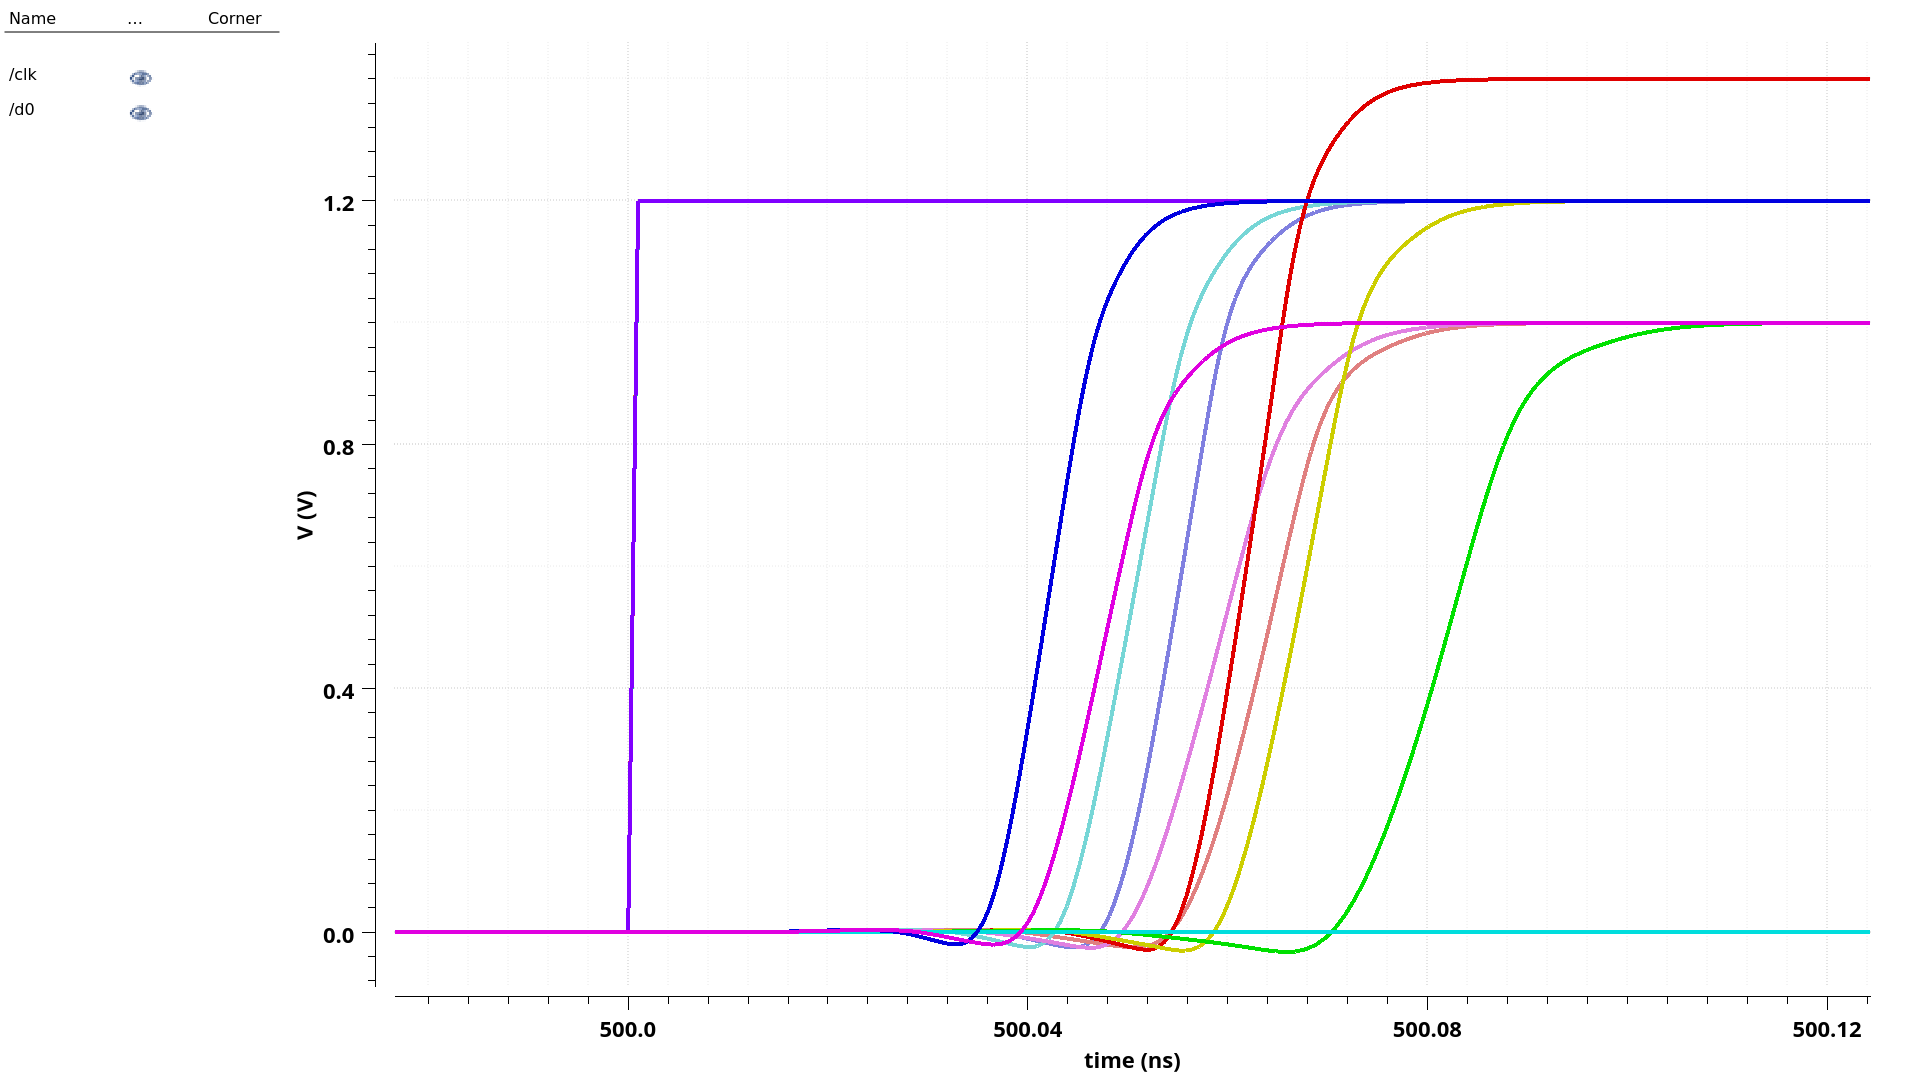 Name ... Corner
/clk
/d0
1.2
0.8
0.4
0.0
V (V)
500.0 500.04 500.08 500.12
time (ns)